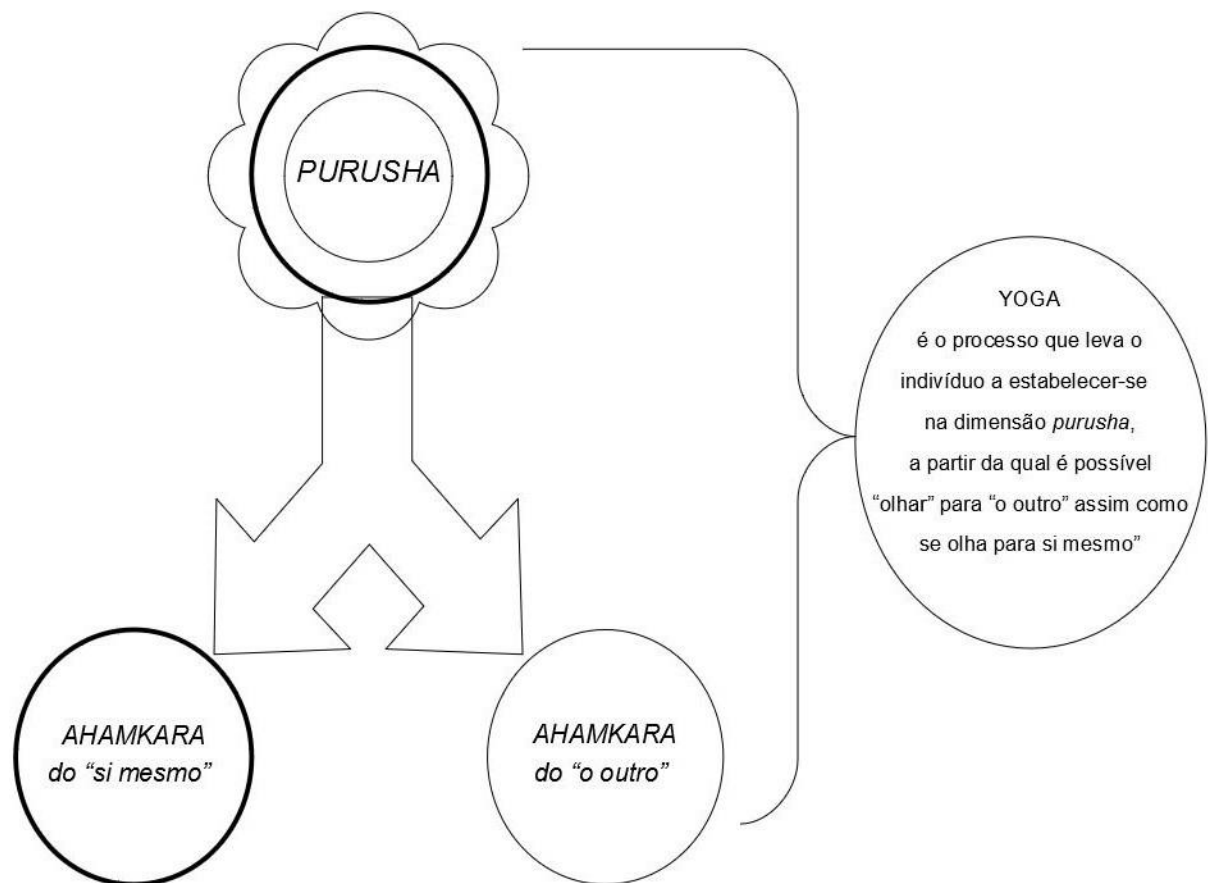 PURUSHA
YOGA
é o processo que leva o
indivíduo a estabelecer-se
na dimensão purusha,
a partir da qual é possível
“olhar” para “o outro” assim como
se olha para si mesmo”
AHAMKARA
do “si mesmo”
AHAMKARA
do “o outro”